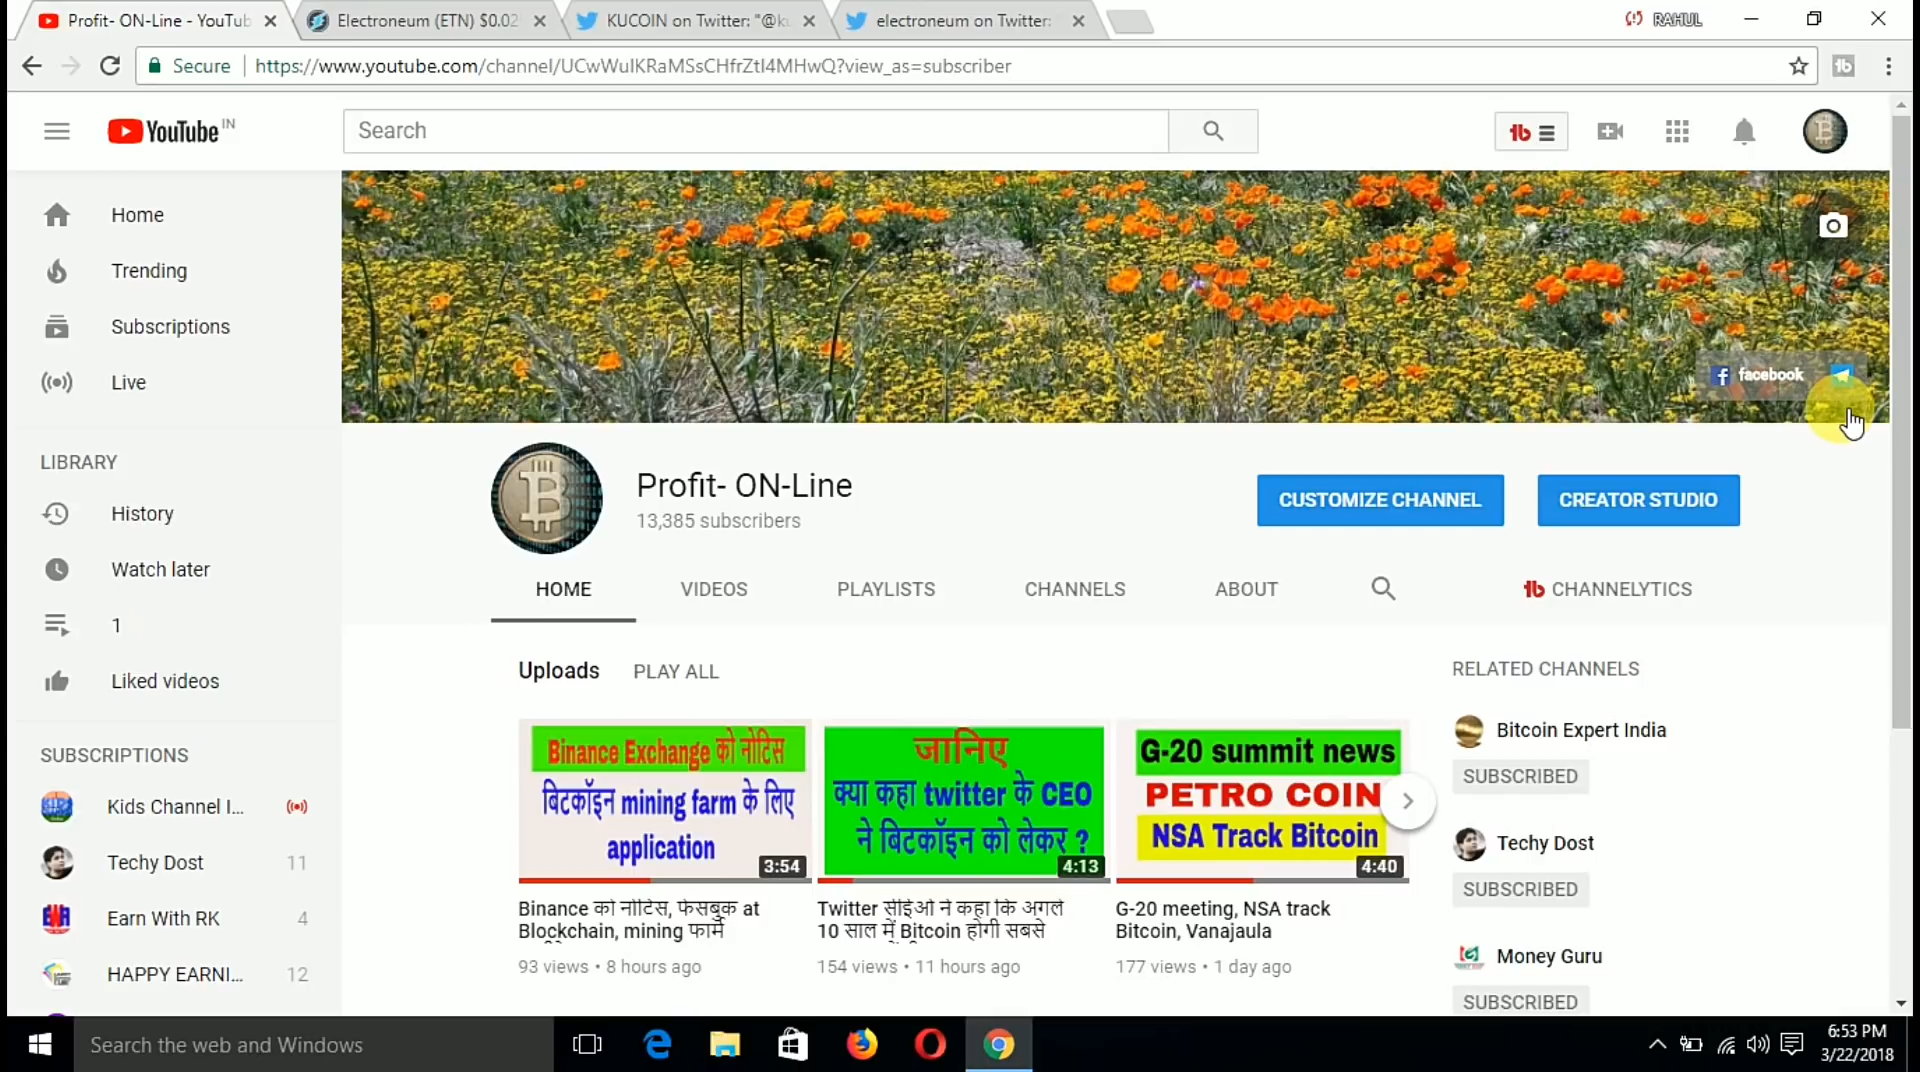 Profit- ON-Line - YouTub
Electroneum (ETN) $0.02
KUCOIN on Twitter: "@ku
electroneum on Twitter:
RAHUL
Secure
https://www.youtube.com/channel/UCwWuIKRaMSsCHfrZtI4MHwQ?view_as=subscriber
YouTube IN
Search
Home
Trending
Subscriptions
Live
facebook
LIBRARY
History
Watch later
1
Liked videos
Profit- ON-Line
13,385 subscribers
CUSTOMIZE CHANNEL
CREATOR STUDIO
HOME
VIDEOS
PLAYLISTS
CHANNELS
ABOUT
CHANNELYTICS
Uploads
PLAY ALL
Binance Exchange को नोटिस
बिटकॉइन mining farm के लिए
application
3:54
जानिए
क्या कहा twitter के CEO
ने बिटकॉइन को लेकर ?
4:13
G-20 summit news
PETRO COIN
NSA Track Bitcoin
4:40
Binance को नोटिस, फेसबुक at
Blockchain, mining फार्म
93 views • 8 hours ago
Twitter सीईओ ने कहा कि अगले
10 साल में Bitcoin होगी सबसे
154 views • 11 hours ago
G-20 meeting, NSA track
Bitcoin, Vanajaula
177 views • 1 day ago
RELATED CHANNELS
Bitcoin Expert India
SUBSCRIBED
Techy Dost
SUBSCRIBED
Money Guru
SUBSCRIBED
SUBSCRIPTIONS
Kids Channel I...
Techy Dost 11
Earn With RK 4
HAPPY EARNI... 12
Search the web and Windows
6:53 PM
3/22/2018